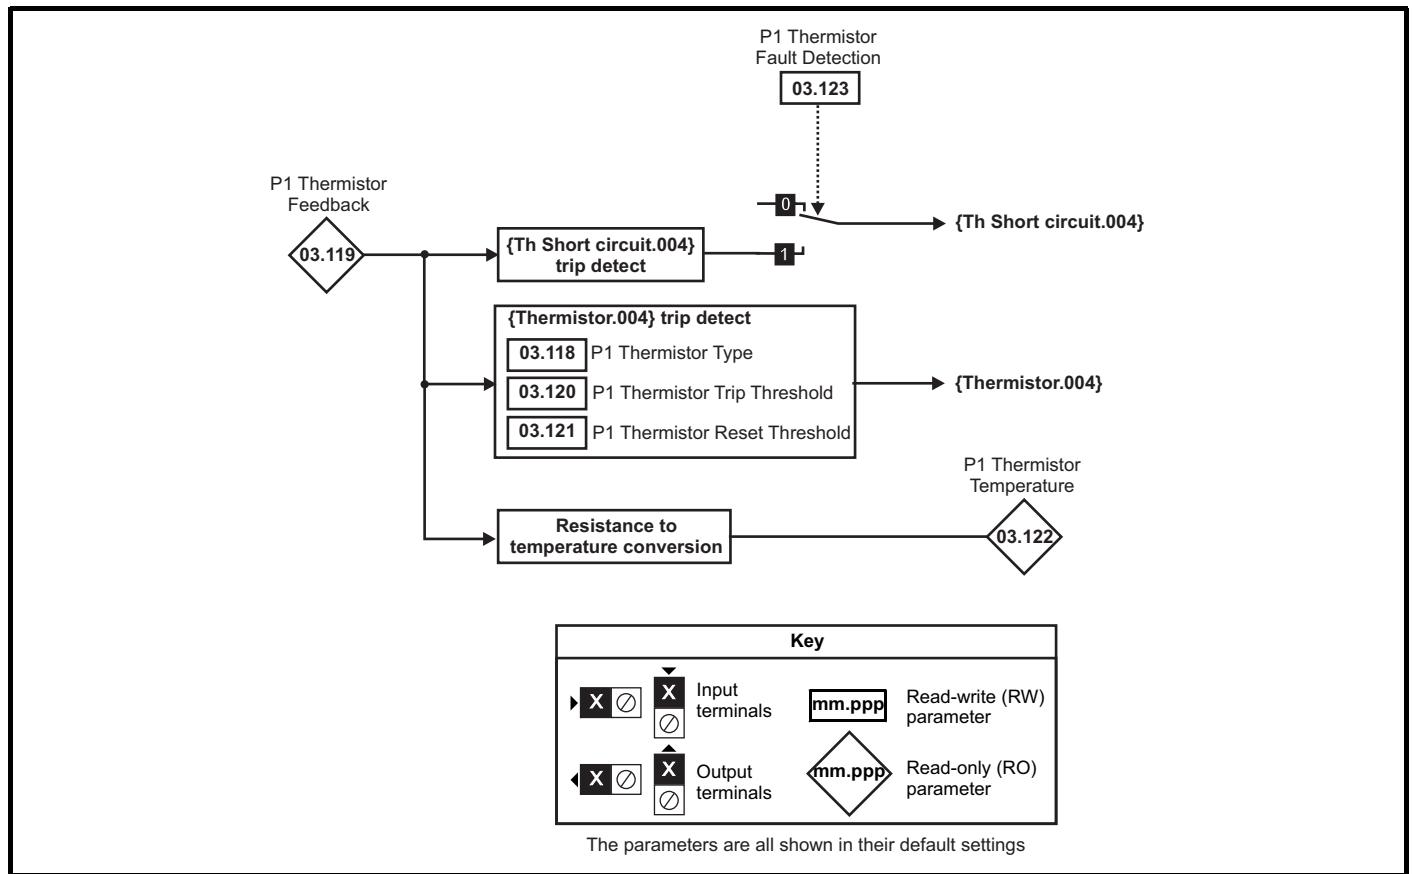 P1 Thermistor
Fault Detection
03.123
P1 Thermistor
Feedback
03.119
0
{Th Short circuit.004}
{Th Short circuit.004}
trip detect
1
{Thermistor.004} trip detect
03.118 P1 Thermistor Type
03.120 P1 Thermistor Trip Threshold
03.121 P1 Thermistor Reset Threshold
{Thermistor.004}
P1 Thermistor
Temperature
Resistance to
temperature conversion
03.122
Key
X
X
Input
terminals
mm.ppp
Read-write (RW)
parameter
X
X
Output
terminals
mm.ppp
Read-only (RO)
parameter
The parameters are all shown in their default settings